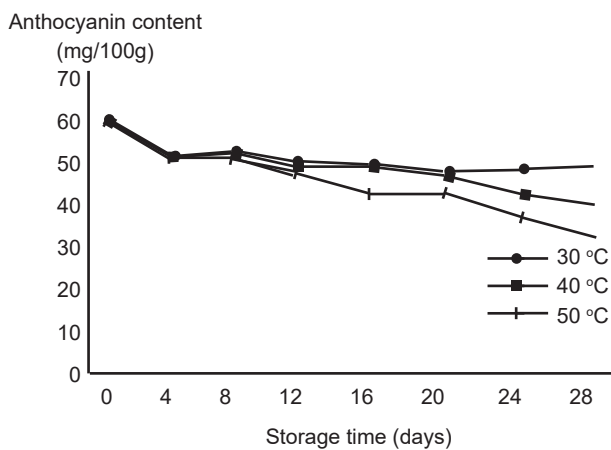 Anthocyanin content
(mg/100g)
70
60
50
40
30
20
10
0
30 °C
40 °C
50 °C
0 4 8 12 16 20 24 28
Storage time (days)